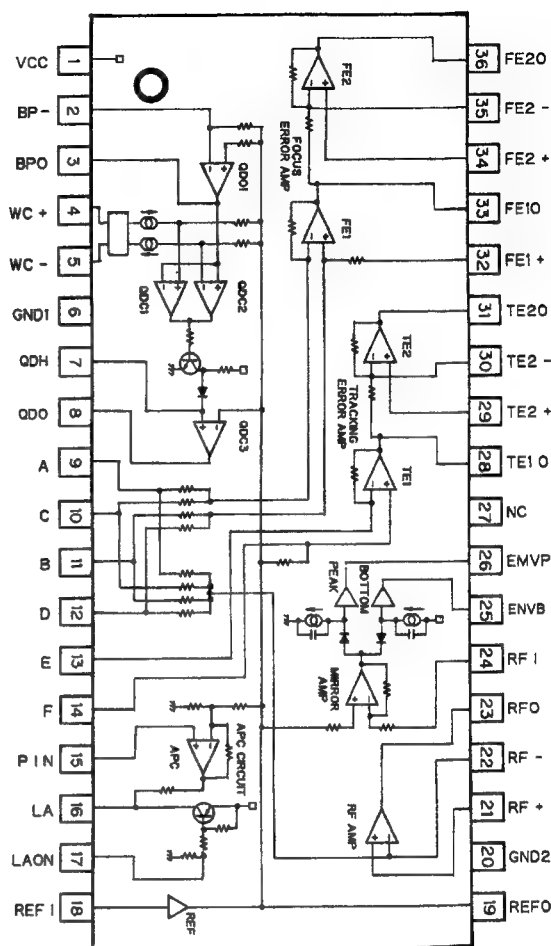 VCC 1
BP- 2
BPO 3
WC + 4
WC - 5
GND1 6
QDH 7
QDO 8
A 9
C 10
B 11
D 12
E 13
F 14
PIN 15
LA 16
LAON 17
REF I 18
QDO1
QDC1
QDC2
QDC3
APC
APC CIRCUIT
REF
FE2
FOCUS
ERROR AMP
FE1
TE2
TRACKING
ERROR AMP
TE1
PEAK
BOTTOM
MIRROR
AMP
RF AMP
36 FE2O
35 FE2 -
34 FE2 +
33 FE1O
32 FE1 +
31 TE2O
30 TE2 -
29 TE2 +
28 TE1O
27 NC
26 EMVP
25 ENVB
24 RF I
23 RFO
22 RF -
21 RF +
20 GND2
19 REFO